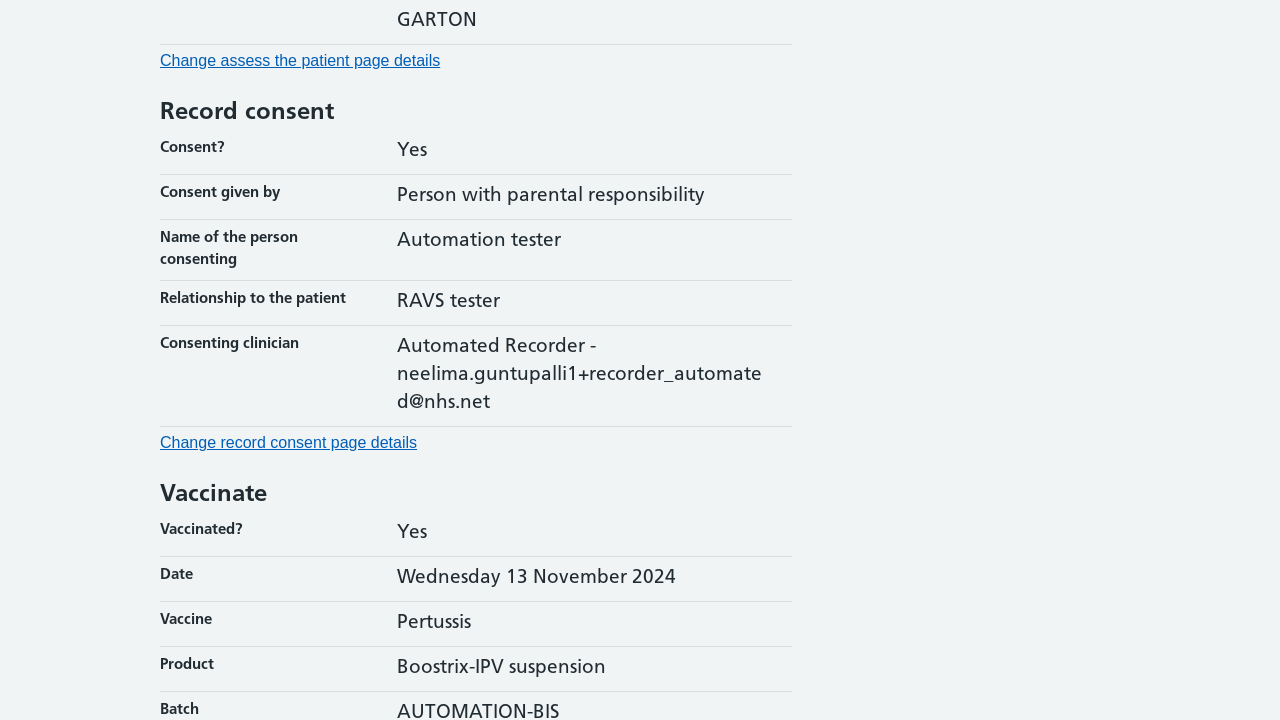 GARTON
Change assess the patient page details
Record consent
Consent?
Yes
Consent given by
Person with parental responsibility
Name of the person
consenting
Automation tester
Relationship to the patient
RAVS tester
Consenting clinician
Automated Recorder -
neelima.guntupalli1+recorder_automate
d@nhs.net
Change record consent page details
Vaccinate
Vaccinated?
Yes
Date
Wednesday 13 November 2024
Vaccine
Pertussis
Product
Boostrix-IPV suspension
Batch
AUTOMATION-BIS